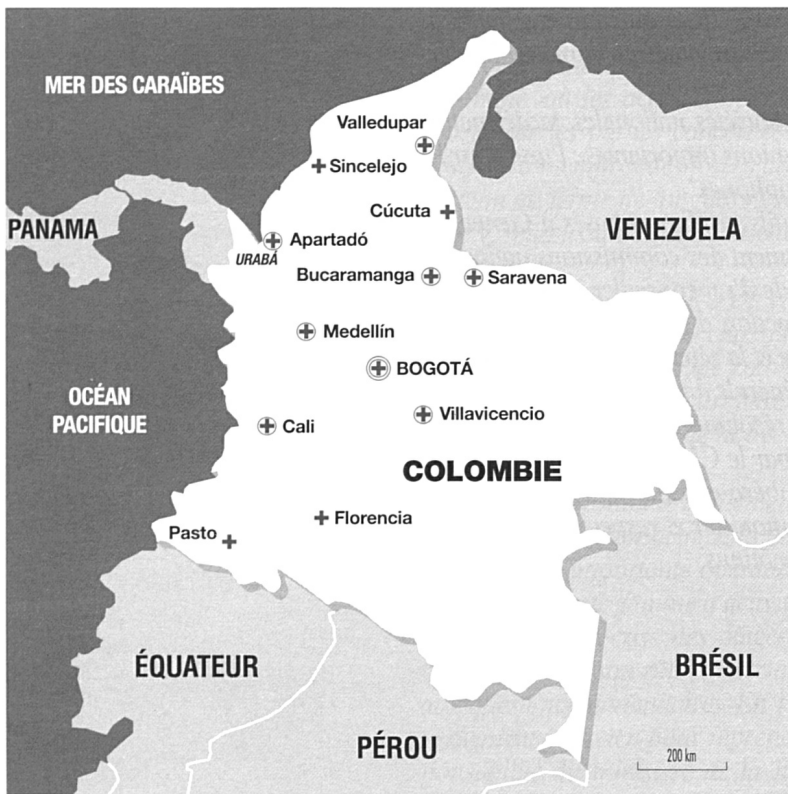 MER DES CARAÏBES
Valledupar
Sincelejo
Cúcuta
PANAMA
VENEZUELA
Apartadó
URABÁ
Bucaramanga
Saravena
Medellín
BOGOTÁ
OCÉAN
PACIFIQUE
Cali
Villavicencio
COLOMBIE
Florencia
Pasto
ÉQUATEUR
BRÉSIL
PÉROU
200 km